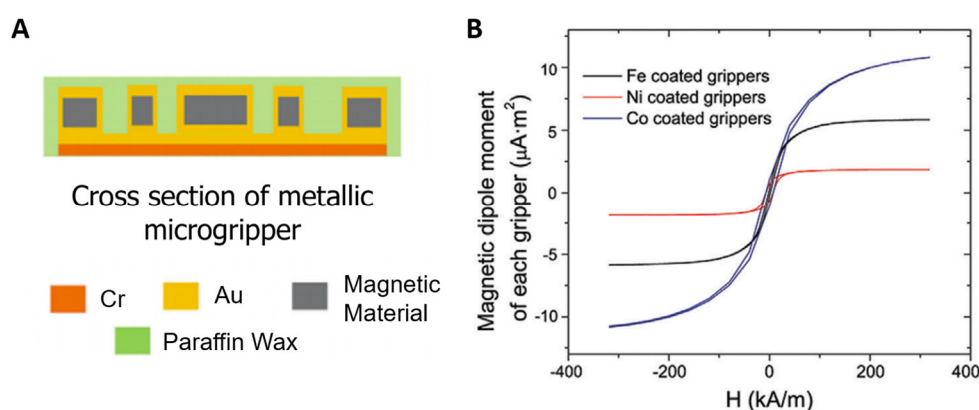 A
Cross section of metallic
microgripper
Cr
Au
Magnetic
Material
Paraffin Wax
B
Magnetic dipole moment
of each gripper (μA·m²)
10
5
0
-5
-10
Fe coated grippers
Ni coated grippers
Co coated grippers
-400
-200
0
200
400
H (kA/m)